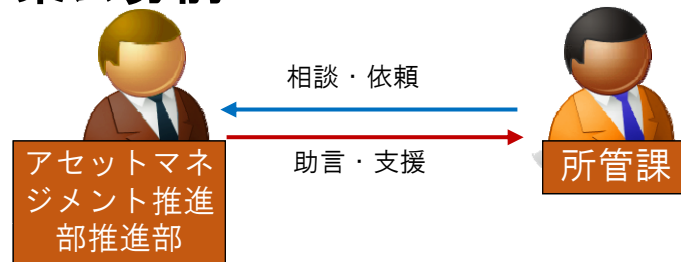 相談・依頼
助言・支援
アセットマネ
ジメント推進
部推進部
所管課